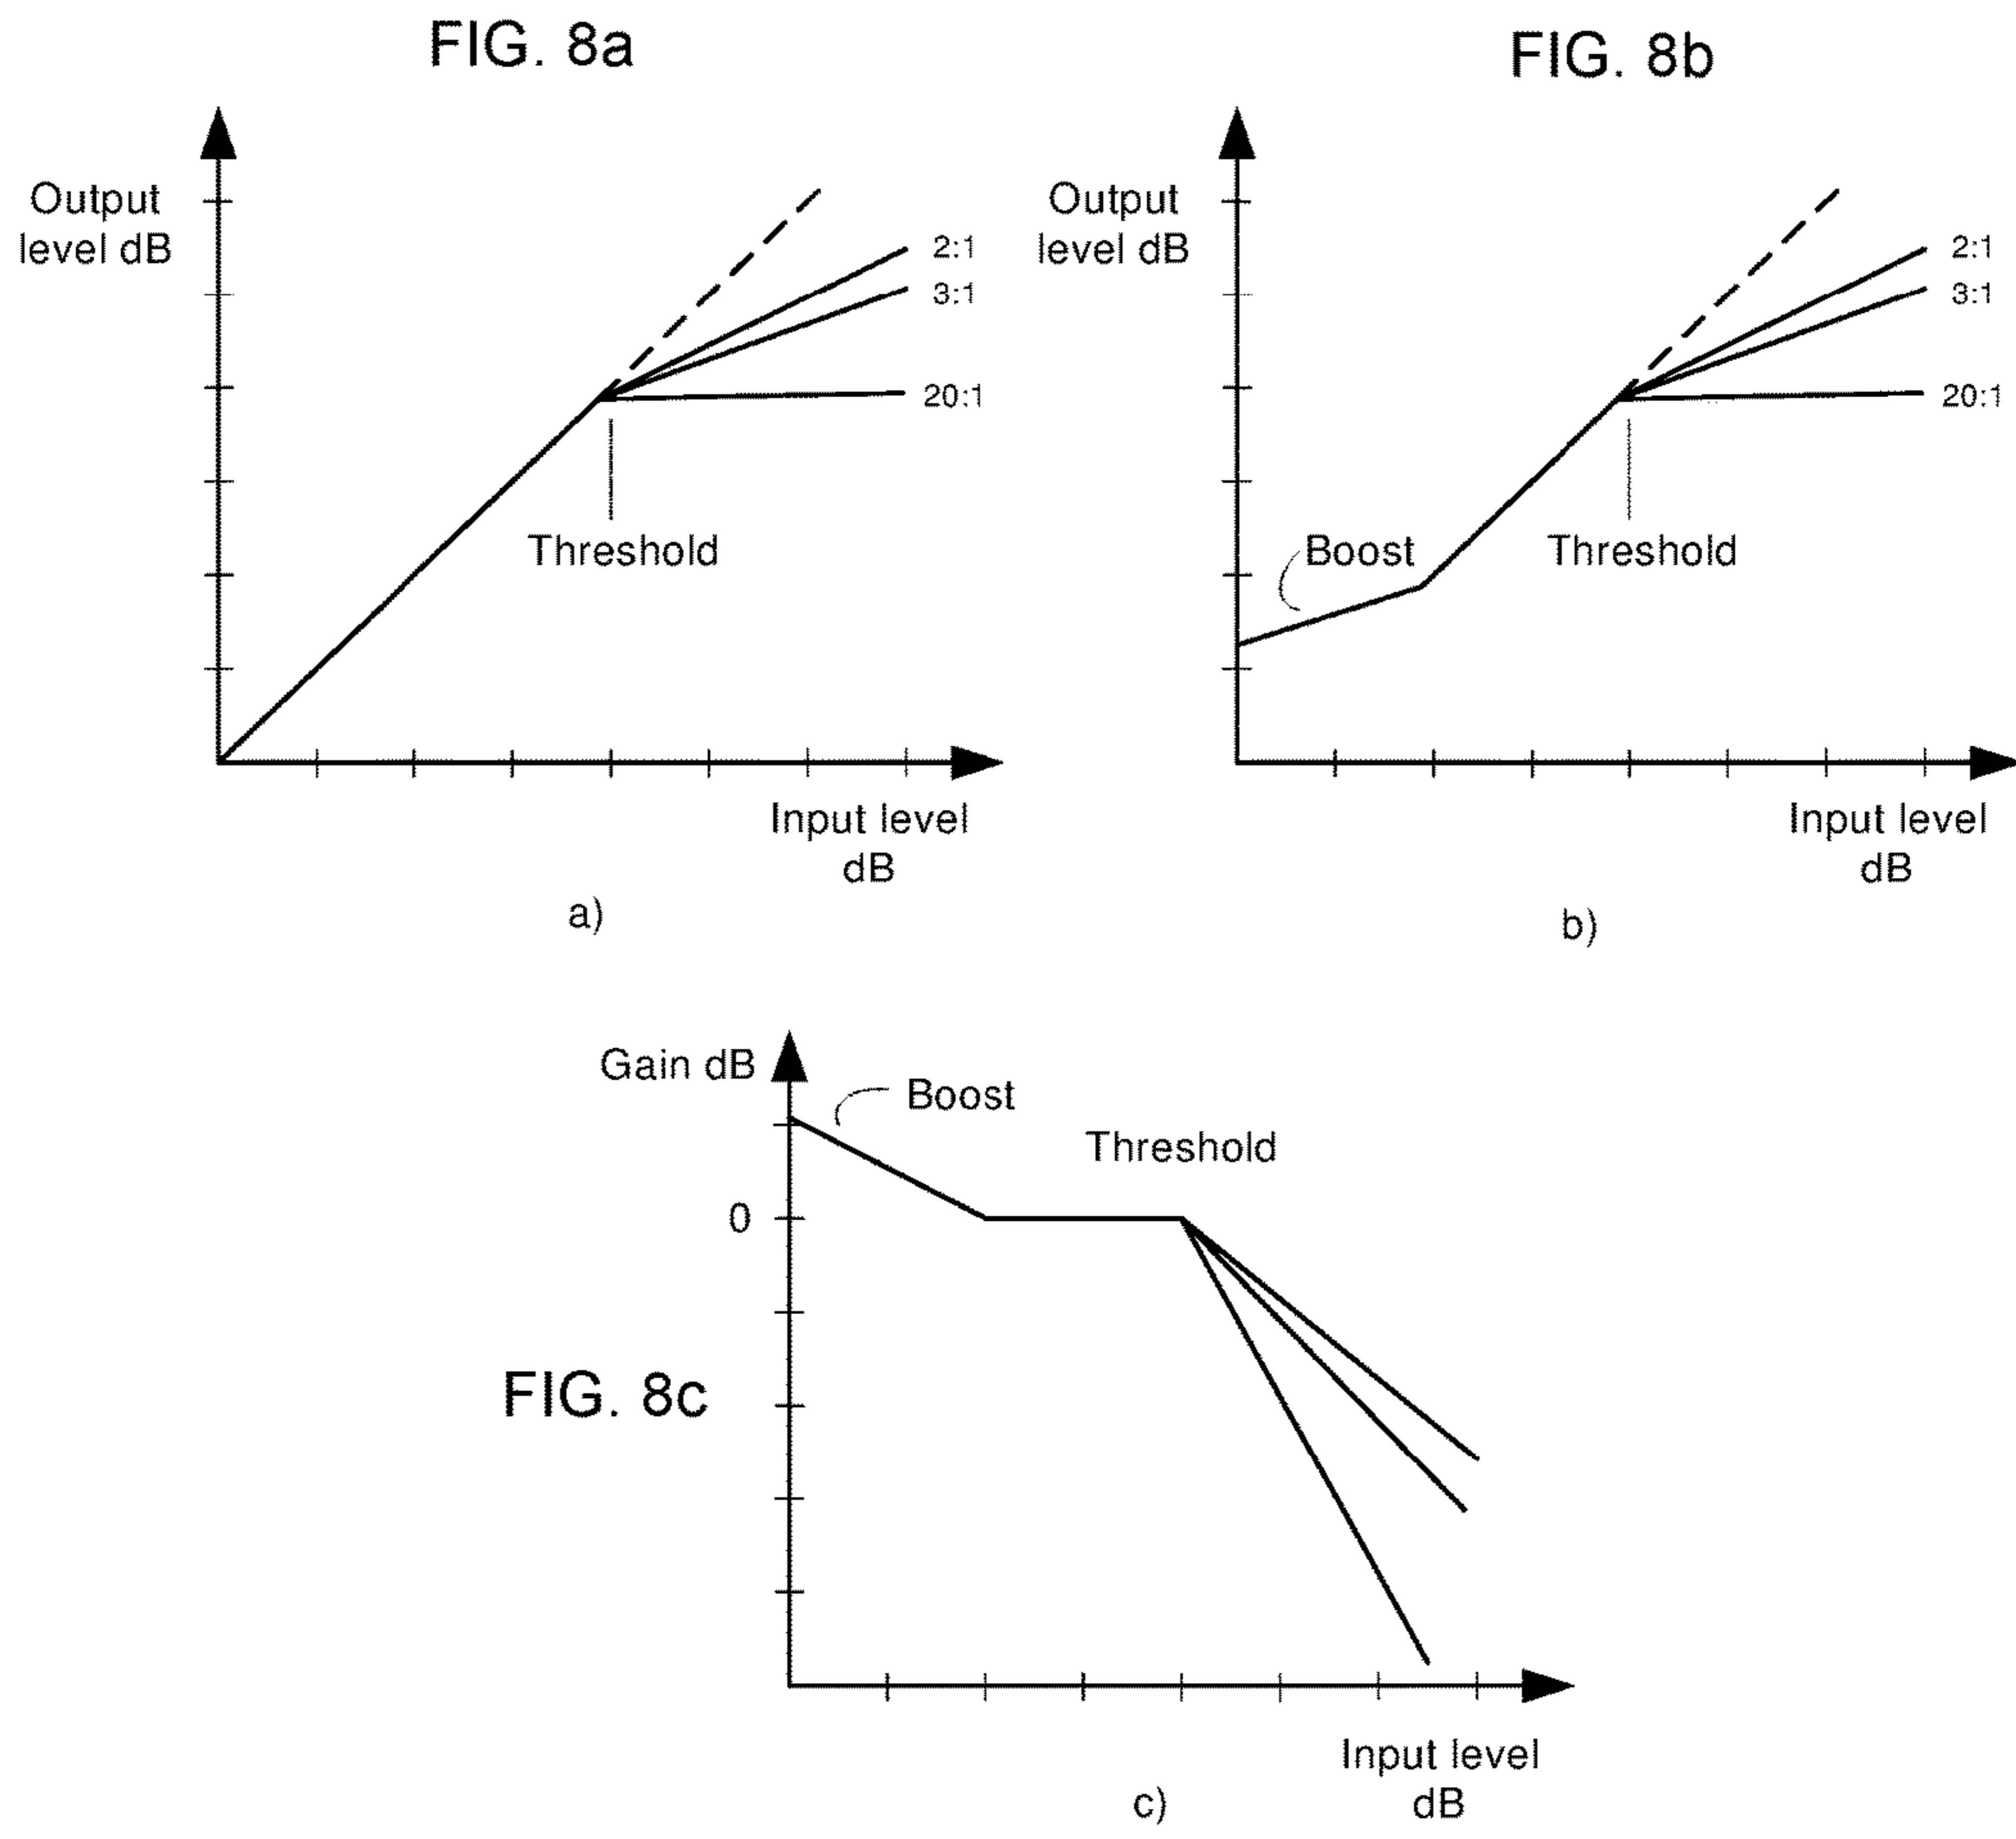 FIG. 8a
Output
level dB
2:1
3:1
20:1
Threshold
Input level
dB
a)
FIG. 8b
Output
level dB
2:1
3:1
20:1
Boost
Threshold
Input level
dB
b)
Gain dB
Boost
Threshold
0
FIG. 8c
Input level
dB
c)